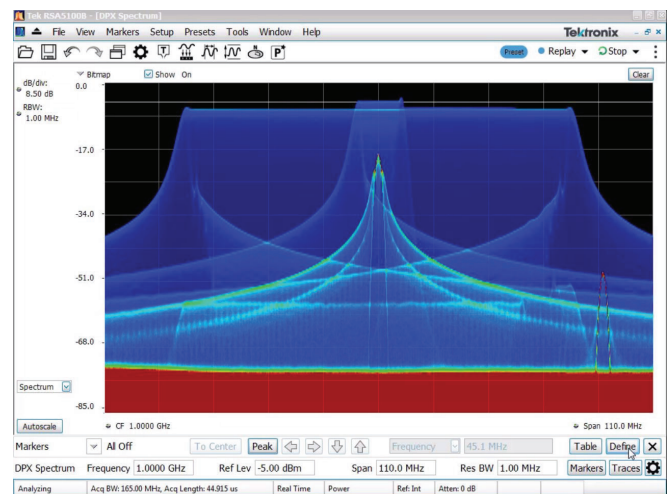 Tek RSA5100B - [DPX Spectrum]
File View Markers Setup Presets Tools Window Help Tektronix
T P Preset Replay Stop
Bitmap Show On Clear
dB/div:
8.50 dB
RBW:
1.00 MHz
0.0
-17.0
-34.0
-51.0
-68.0
Spectrum
-85.0
Autoscale CF 1.0000 GHz Span 110.0 MHz
Markers All Off To Center Peak Frequency 45.1 MHz Table Define
DPX Spectrum Frequency 1.0000 GHz Ref Lev -5.00 dBm Span 110.0 MHz Res BW 1.00 MHz Markers Traces
Analyzing Acq BW: 165.00 MHz, Acq Length: 44.915 us Real Time Power Ref: Int Atten: 0 dB